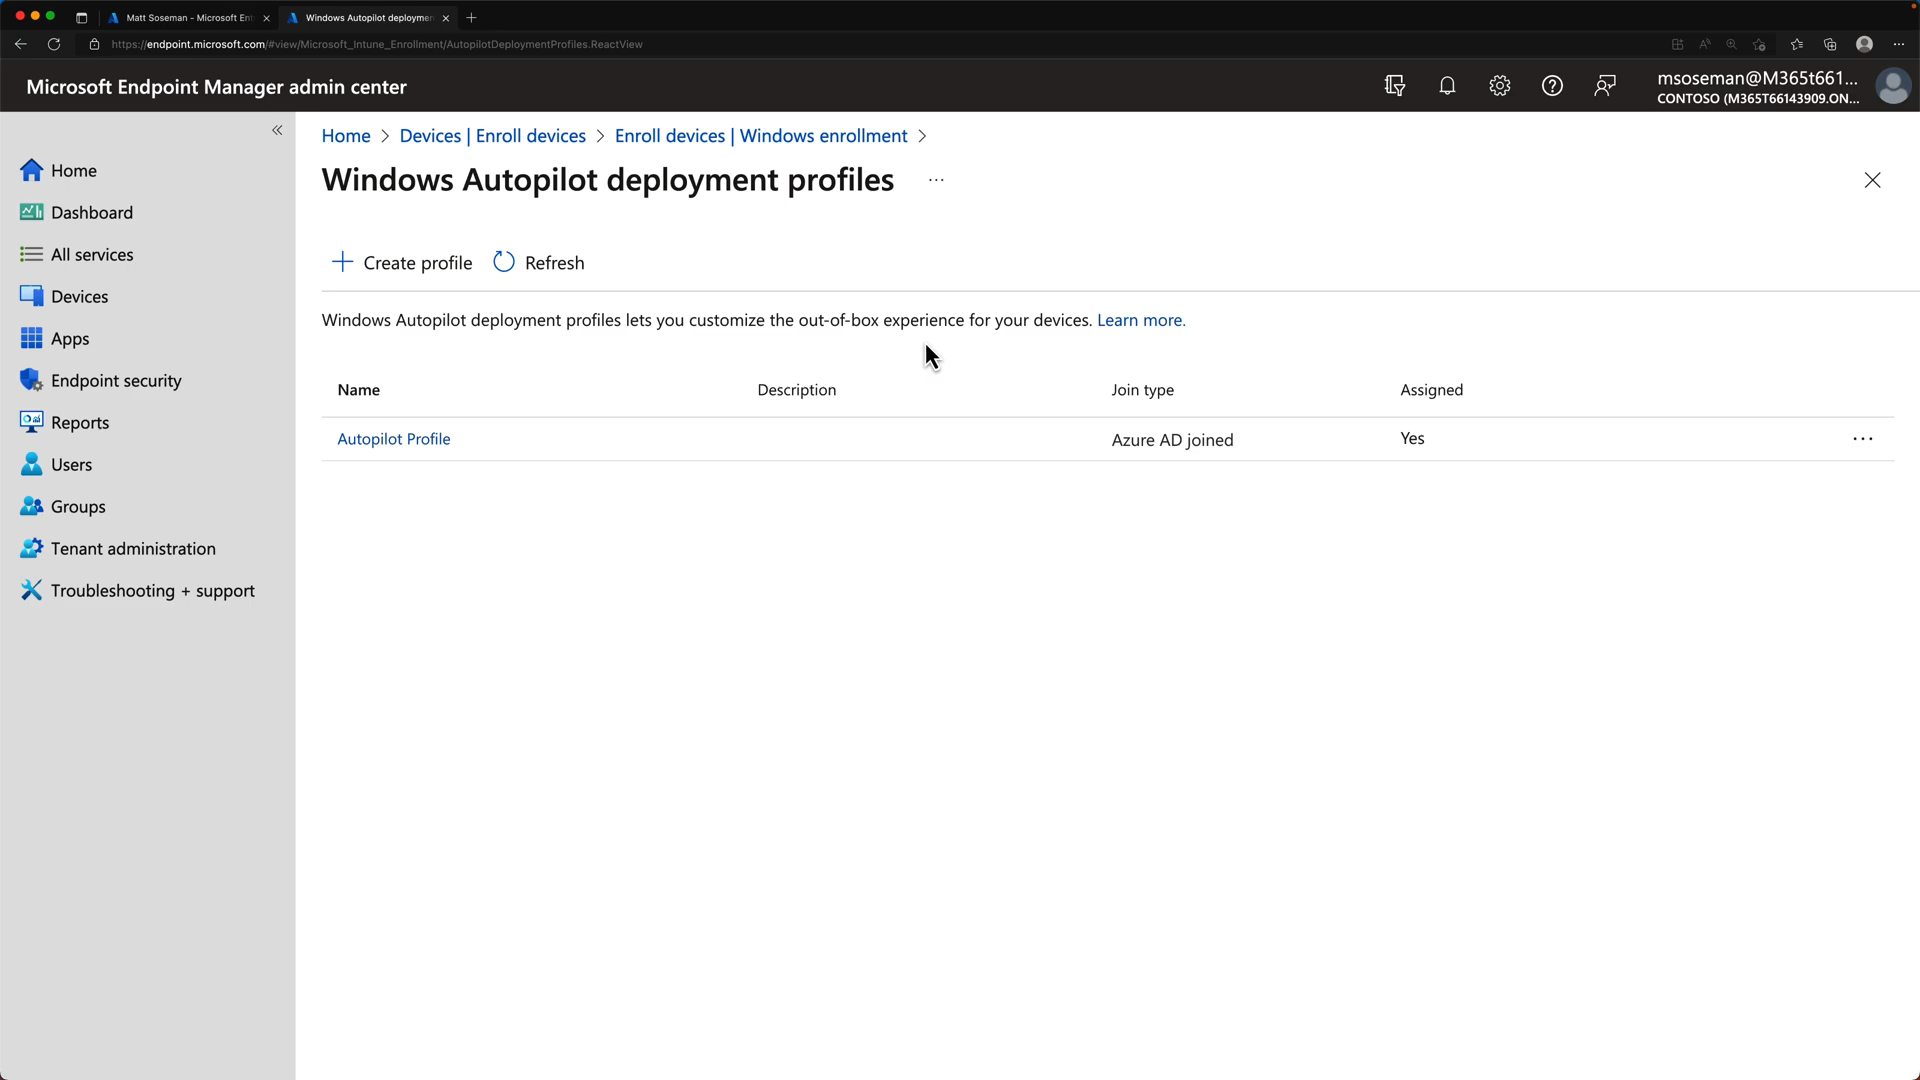 Matt Soseman - Microsoft Ent
Windows Autopilot deploymen
https://endpoint.microsoft.com/#view/Microsoft_Intune_Enrollment/AutopilotDeploymentProfiles.ReactView
Microsoft Endpoint Manager admin center
msoseman@M365t661...
CONTOSO (M365T66143909.ON...
Home
Dashboard
All services
Devices
Apps
Endpoint security
Reports
Users
Groups
Tenant administration
Troubleshooting + support
Home > Devices | Enroll devices > Enroll devices | Windows enrollment >
Windows Autopilot deployment profiles ...
Create profile Refresh
Windows Autopilot deployment profiles lets you customize the out-of-box experience for your devices. Learn more.
Name Description Join type Assigned
Autopilot Profile Azure AD joined Yes ...